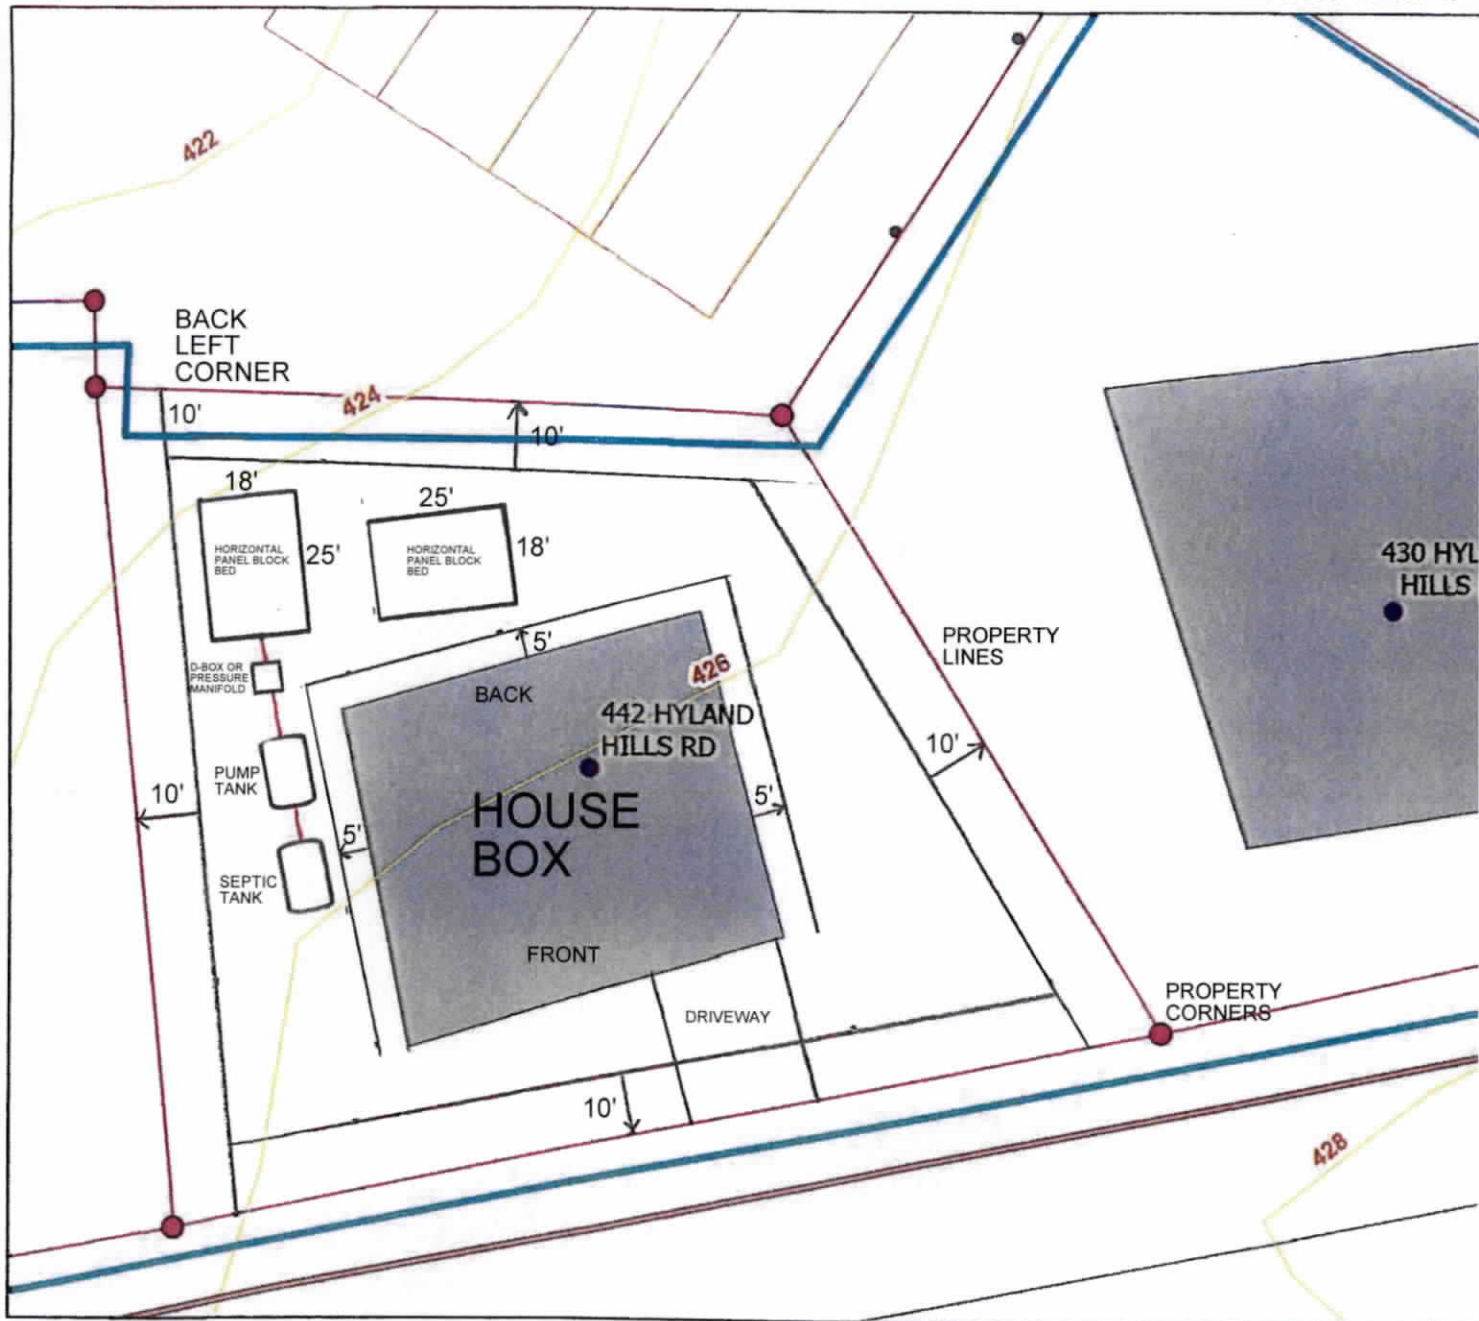 422
BACK
LEFT
CORNER
424
10'
10'
18'
25'
HORIZONTAL
PANEL BLOCK
BED
25'
HORIZONTAL
PANEL BLOCK
BED
18'
430 HYL
HILLS
PROPERTY
LINES
5'
D-BOX OR
PRESSURE
MANIFOLD
BACK
426
442 HYLAND
HILLS RD
10'
PUMP
TANK
10'
5'
HOUSE
BOX
5'
SEPTIC
TANK
FRONT
PROPERTY
CORNERS
DRIVEWAY
10'
428